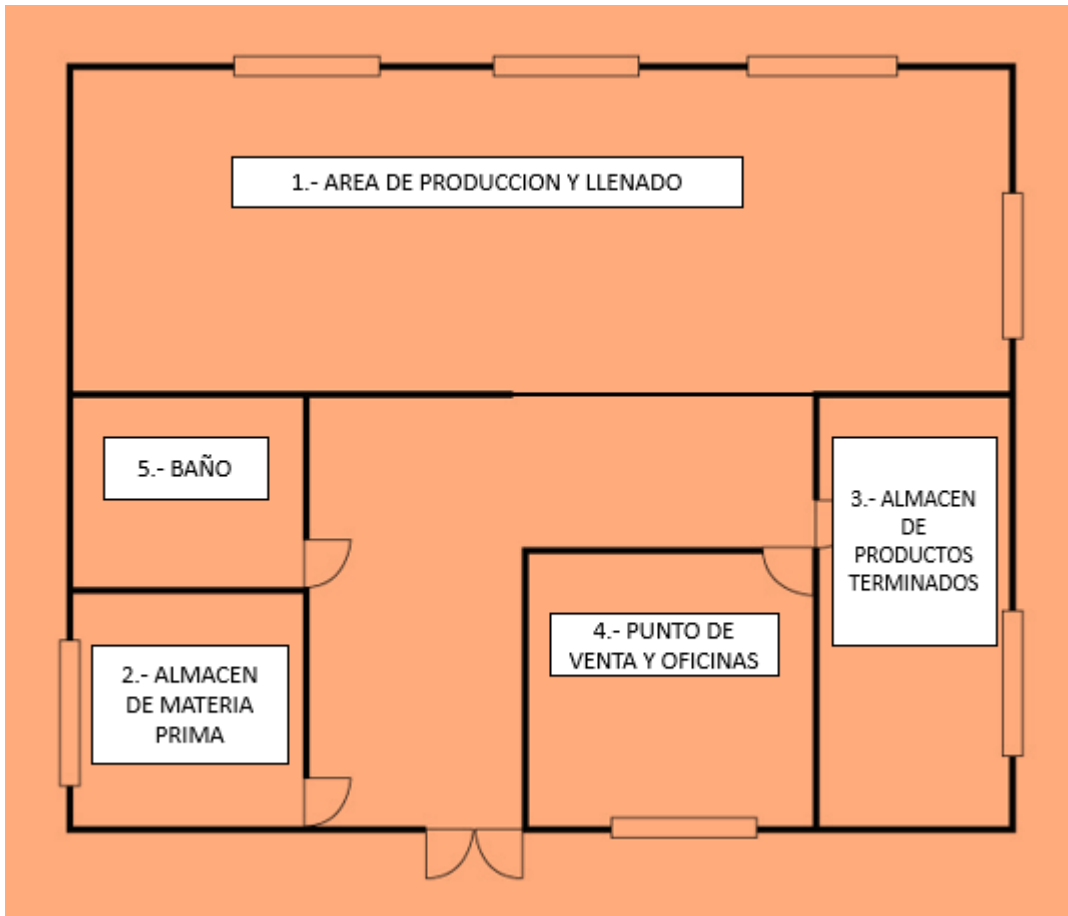 1.- AREA DE PRODUCCION Y LLENADO
5.- BAÑO
3.- ALMACEN
DE
PRODUCTOS
TERMINADOS
4.- PUNTO DE
VENTA Y OFICINAS
2.- ALMACEN
DE MATERIA
PRIMA